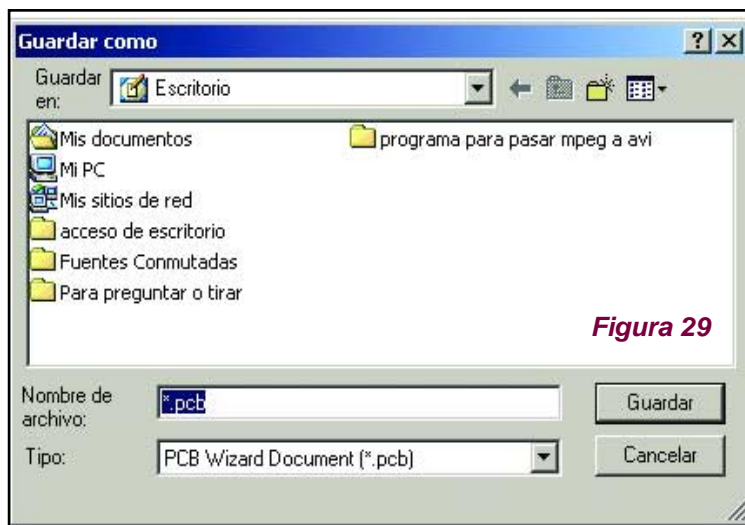 Guardar como
Guardar en:
Escritorio
Mis documentos
Mi PC
Mis sitios de red
acceso de escritorio
Fuentes Conmutadas
Para preguntar o tirar
programa para pasar mpeg a avi
Figura 29
Nombre de archivo:
*.pcb
Guardar
Tipo:
PCB Wizard Document (*.pcb)
Cancelar